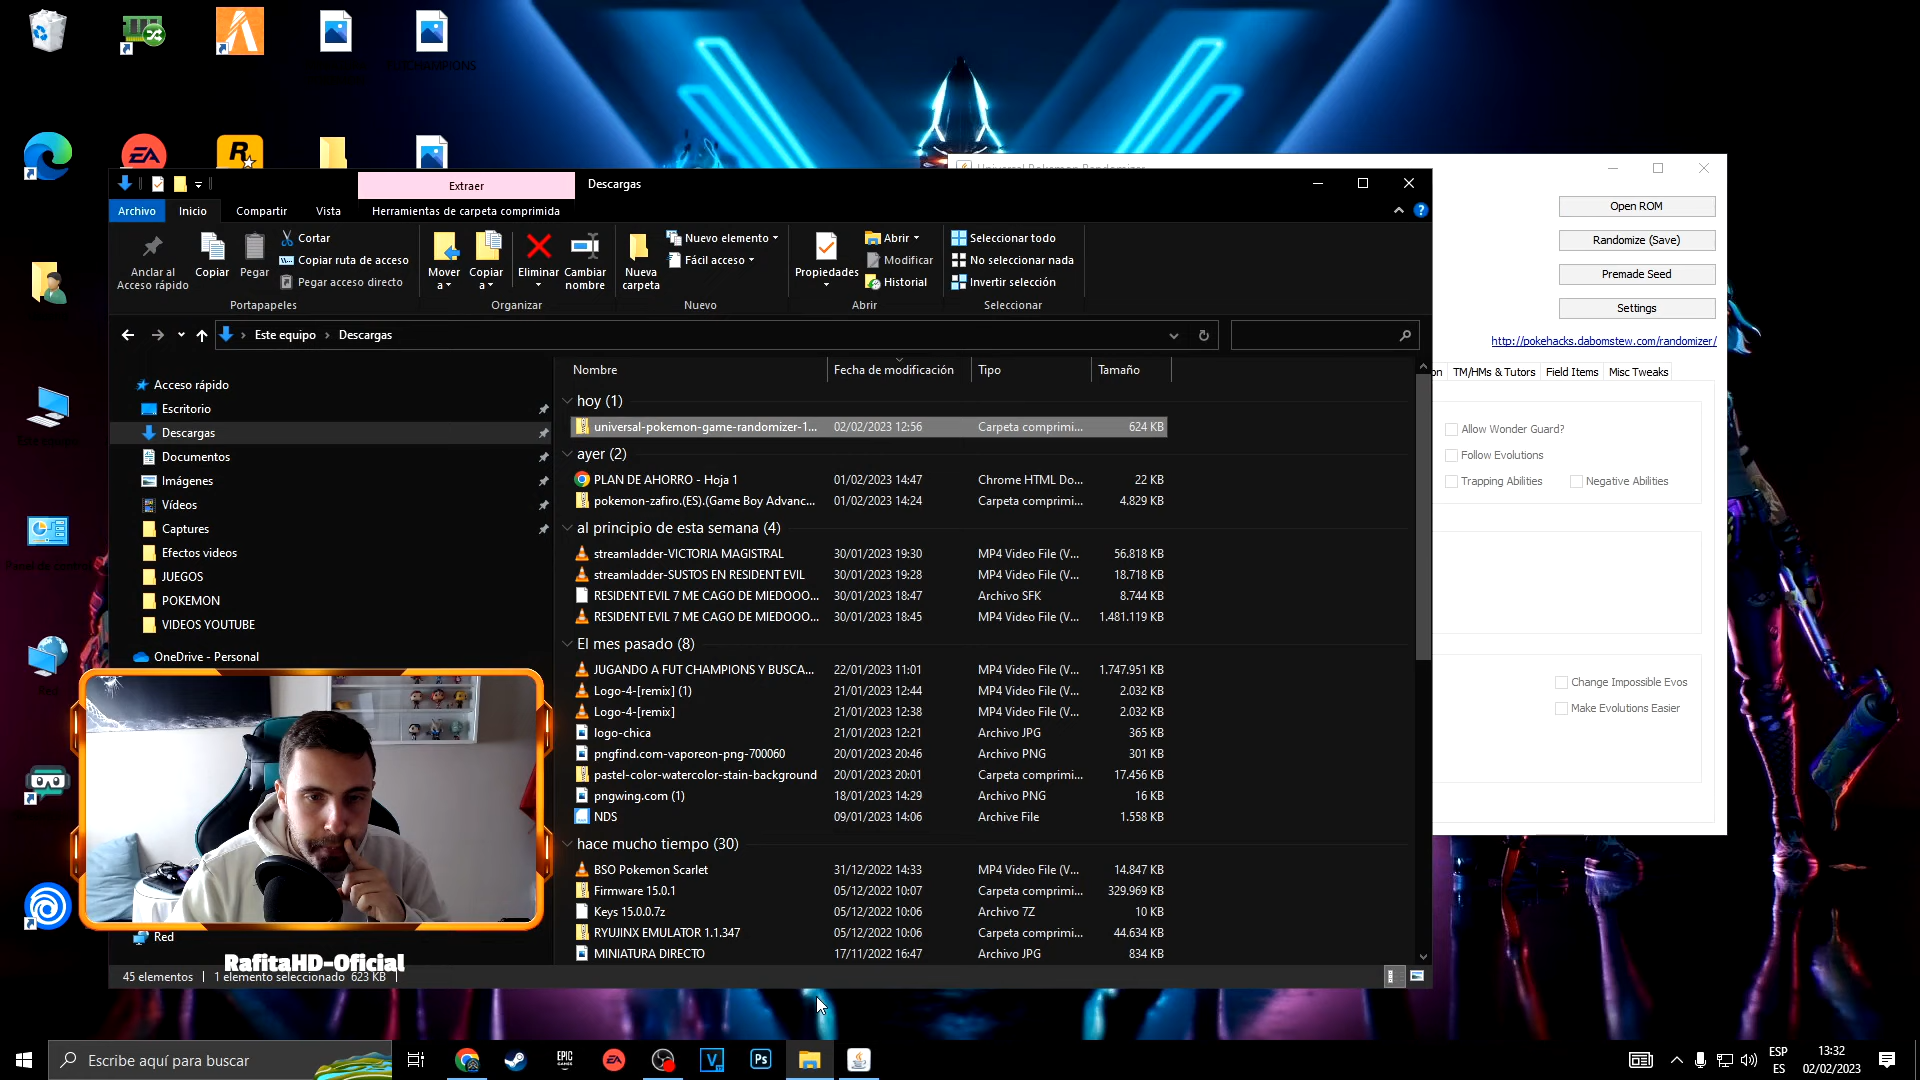 CHAMPIONS
Extraer
Descargas
Archivo
Inicio
Compartir
Vista
Herramientas de carpeta comprimida
Anclar al
Acceso rápido
Copiar
Pegar
Cortar
Copiar ruta de acceso
Pegar acceso directo
Portapapeles
Mover
a
Copiar
a
Eliminar
Cambiar
nombre
Organizar
Nueva
carpeta
Nuevo elemento
Fácil acceso
Nuevo
Propiedades
Abrir
Modificar
Historial
Abrir
Seleccionar todo
No seleccionar nada
Invertir selección
Seleccionar
Este equipo > Descargas
Acceso rápido
Escritorio
Descargas
Documentos
Imágenes
Vídeos
Captures
Efectos videos
JUEGOS
POKEMON
VIDEOS YOUTUBE
OneDrive - Personal
Red
Nombre Fecha de modificación Tipo Tamaño
hoy (1)
universal-pokemon-game-randomizer-1... 02/02/2023 12:56 Carpeta comprimi... 624 KB
ayer (2)
PLAN DE AHORRO - Hoja 1 01/02/2023 14:47 Chrome HTML Do... 22 KB
pokemon-zafiro.(ES).(Game Boy Advanc... 01/02/2023 14:24 Carpeta comprimi... 4.829 KB
al principio de esta semana (4)
streamladder-VICTORIA MAGISTRAL 30/01/2023 19:30 MP4 Video File (V... 56.818 KB
streamladder-SUSTOS EN RESIDENT EVIL 30/01/2023 19:28 MP4 Video File (V... 18.718 KB
RESIDENT EVIL 7 ME CAGO DE MIEDOOO... 30/01/2023 18:47 Archivo SFK 8.744 KB
RESIDENT EVIL 7 ME CAGO DE MIEDOOO... 30/01/2023 18:45 MP4 Video File (V... 1.481.119 KB
El mes pasado (8)
JUGANDO A FUT CHAMPIONS Y BUSCA... 22/01/2023 11:01 MP4 Video File (V... 1.747.951 KB
Logo-4-[remix] (1) 21/01/2023 12:44 MP4 Video File (V... 2.032 KB
Logo-4-[remix] 21/01/2023 12:38 MP4 Video File (V... 2.032 KB
logo-chica 21/01/2023 12:21 Archivo JPG 365 KB
pngfind.com-vaporeon-png-700060 20/01/2023 20:46 Archivo PNG 301 KB
pastel-color-watercolor-stain-background 20/01/2023 20:01 Carpeta comprimi... 17.456 KB
pngwing.com (1) 18/01/2023 14:29 Archivo PNG 16 KB
NDS 09/01/2023 14:06 Archive File 1.558 KB
hace mucho tiempo (30)
BSO Pokemon Scarlet 31/12/2022 14:33 MP4 Video File (V... 14.847 KB
Firmware 15.0.1 05/12/2022 10:07 Carpeta comprimi... 329.969 KB
Keys 15.0.0.7z 05/12/2022 10:06 Archivo 7Z 10 KB
RYUJINX EMULATOR 1.1.347 05/12/2022 10:06 Carpeta comprimi... 44.634 KB
MINIATURA DIRECTO 17/11/2022 16:47 Archivo JPG 834 KB
45 elementos
1 elemento seleccionado 623 KB
RafitaHD-Oficial
Universal Pokemon Randomizer
Open ROM
Randomize (Save)
Premade Seed
Settings
http://pokehacks.dabomstew.com/randomizer/
on TM/HMs & Tutors Field Items Misc Tweaks
Allow Wonder Guard?
Follow Evolutions
Trapping Abilities Negative Abilities
Change Impossible Evos
Make Evolutions Easier
EA
R
Escribe aquí para buscar
EPIC
GAMES
EA
V
Ps
ESP
ES
13:32
02/02/2023